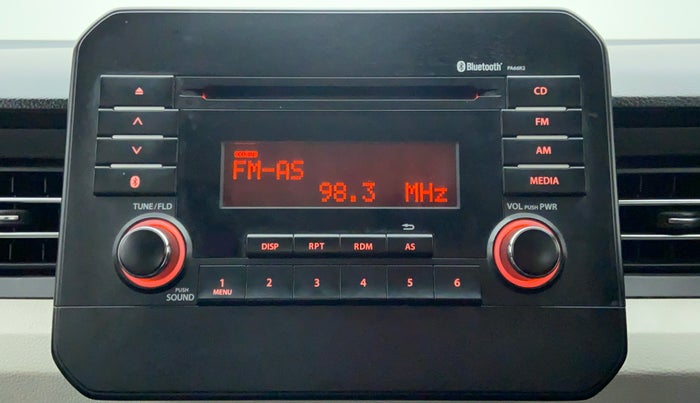 Bluetooth PA66R2
CD
FM
AM
MEDIA
FM-AS
98.3 MHz
TUNE/FLD
VOL PUSH PWR
DISP RPT RDM AS
PUSH
SOUND
1 2 3 4 5 6
MENU